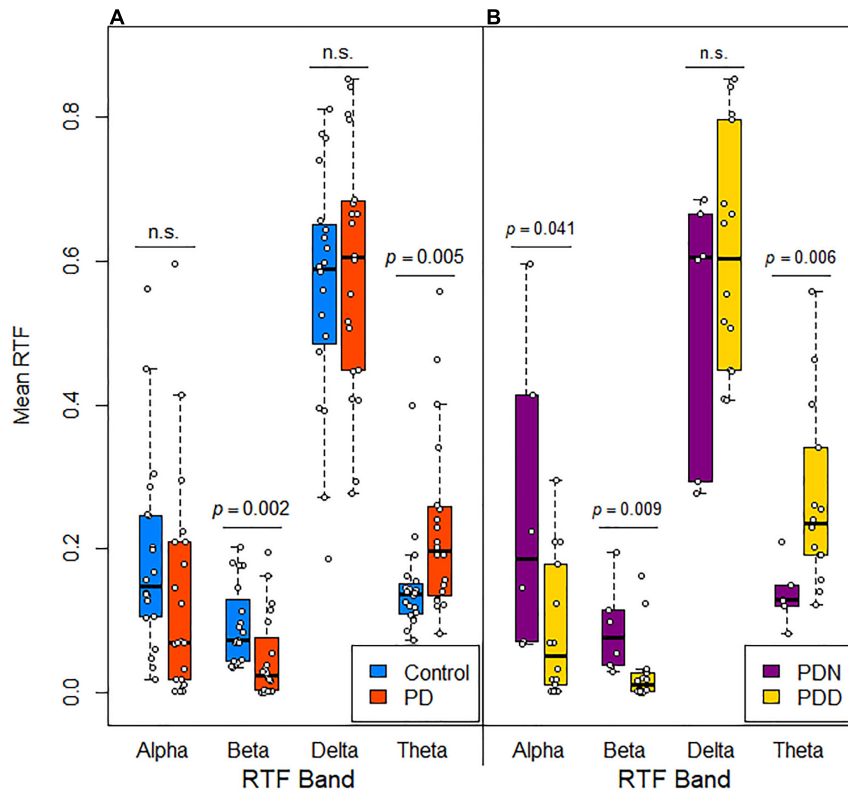 A
B
Mean RTF
0.0
0.2
0.4
0.6
0.8
n.s.
p = 0.002
n.s.
p = 0.005
Control
PD
Alpha
Beta
Delta
Theta
RTF Band
p = 0.041
p = 0.009
n.s.
p = 0.006
PDN
PDD
Alpha
Beta
Delta
Theta
RTF Band